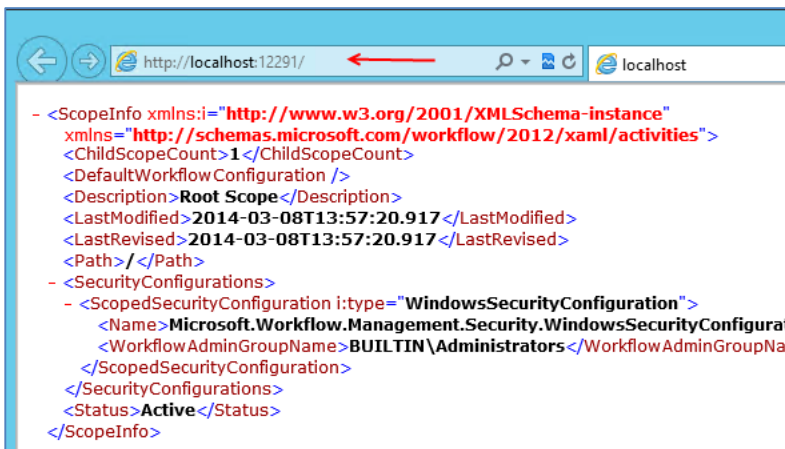 http://localhost:12291/
localhost
- <ScopeInfo xmlns:i="http://www.w3.org/2001/XMLSchema-instance"
xmlns="http://schemas.microsoft.com/workflow/2012/xaml/activities">
<ChildScopeCount>1</ChildScopeCount>
<DefaultWorkflowConfiguration />
<Description>Root Scope</Description>
<LastModified>2014-03-08T13:57:20.917</LastModified>
<LastRevised>2014-03-08T13:57:20.917</LastRevised>
<Path>/</Path>
- <SecurityConfigurations>
- <ScopedSecurityConfiguration i:type="WindowsSecurityConfiguration">
<Name>Microsoft.Workflow.Management.Security.WindowsSecurityConfigurat
<WorkflowAdminGroupName>BUILTIN\Administrators</WorkflowAdminGroupNa
</ScopedSecurityConfiguration>
</SecurityConfigurations>
<Status>Active</Status>
</ScopeInfo>